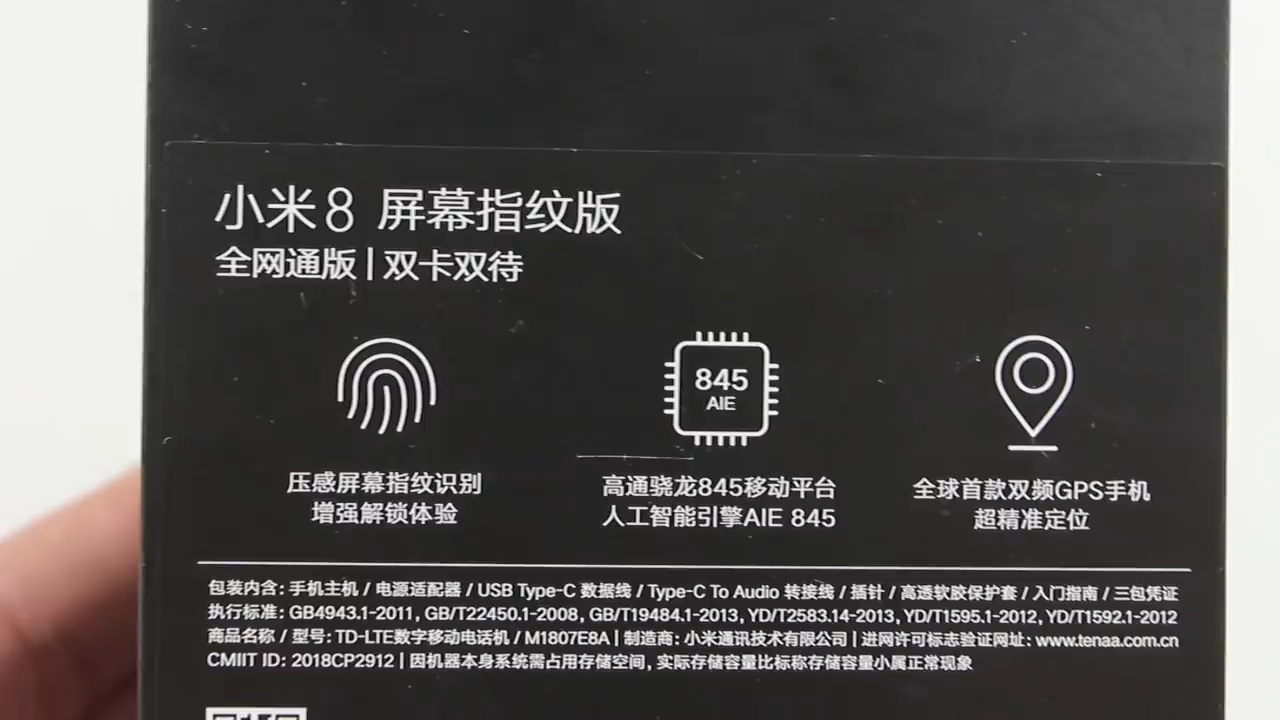 小米8 屏幕指纹版
全网通版 | 双卡双待
845
AIE
压感屏幕指纹识别
增强解锁体验
高通骁龙845移动平台
人工智能引擎AIE 845
全球首款双频GPS手机
超精准定位
包装内含: 手机主机 / 电源适配器 / USB Type-C 数据线 / Type-C To Audio 转接线 / 插针 / 高透软胶保护套 / 入门指南 / 三包凭证
执行标准: GB4943.1-2011, GB/T22450.1-2008, GB/T19484.1-2013, YD/T2583.14-2013, YD/T1595.1-2012, YD/T1592.1-2012
商品名称 / 型号: TD-LTE数字移动电话机 / M1807E8A | 制造商: 小米通讯技术有限公司 | 进网许可标志验证网址: www.tenaa.com.cn
CMIIT ID: 2018CP2912 | 因机器本身系统需占用存储空间, 实际存储容量比标称存储容量小属正常现象